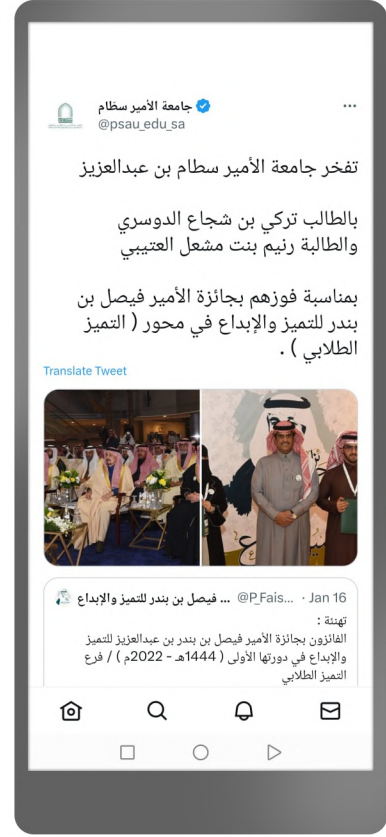 جامعة الأمير سطام
@psau_edu_sa
تفخر جامعة الأمير سطام بن عبدالعزيز
بالطالب تركي بن شجاع الدوسري
والطالبة رنيم بنت مشعل العتيبي
بمناسبة فوزهم بجائزة الأمير فيصل بن
بندر للتميز والإبداع في محور ( التميز
الطلابي ) .
Translate Tweet
فيصل بن بندر للتميز والإبداع ... @P_Fais... · Jan 16
تهنئة :
الفائزون بجائزة الأمير فيصل بن بندر بن عبدالعزيز للتميز
والإبداع في دورتها الأولى ( 1444هـ - 2022م ) / فرع
التميز الطلابي